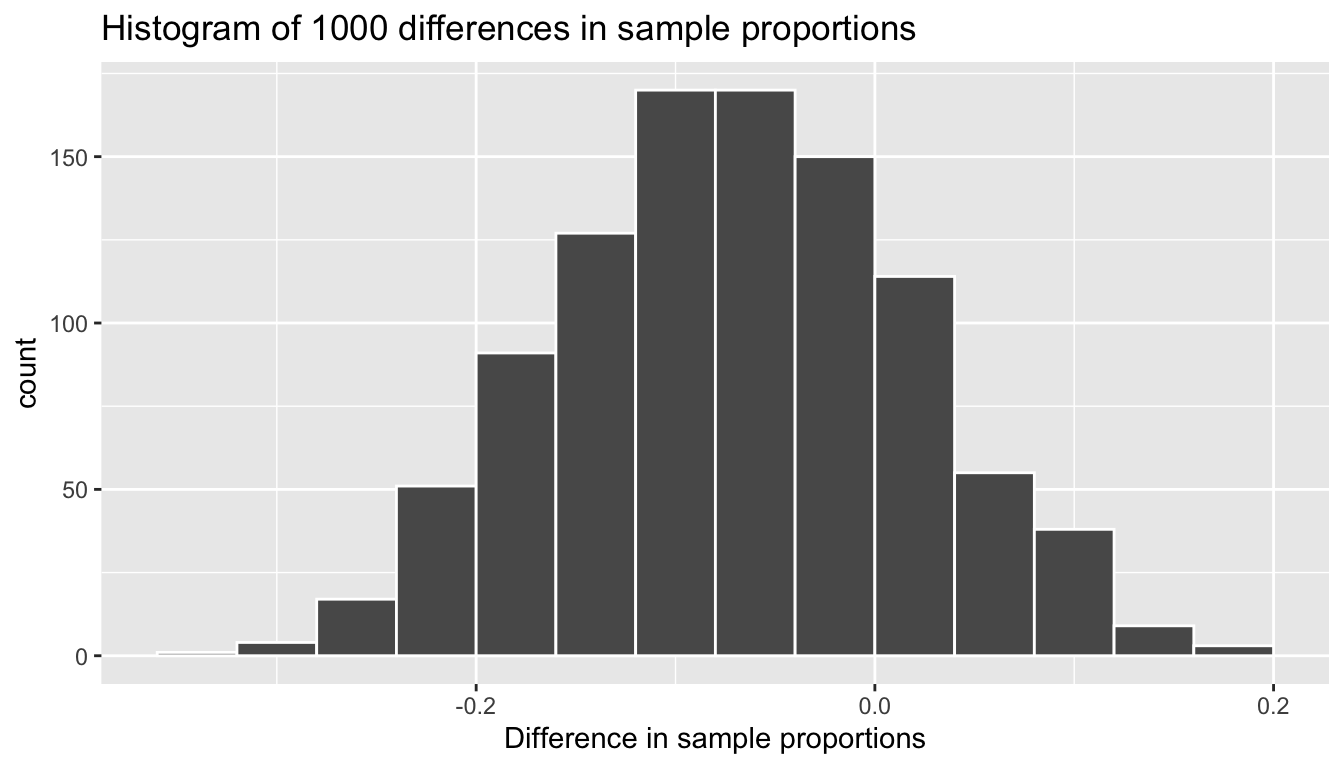 Histogram of 1000 differences in sample proportions
count
150
100
50
0
-0.2
0.0
0.2
Difference in sample proportions